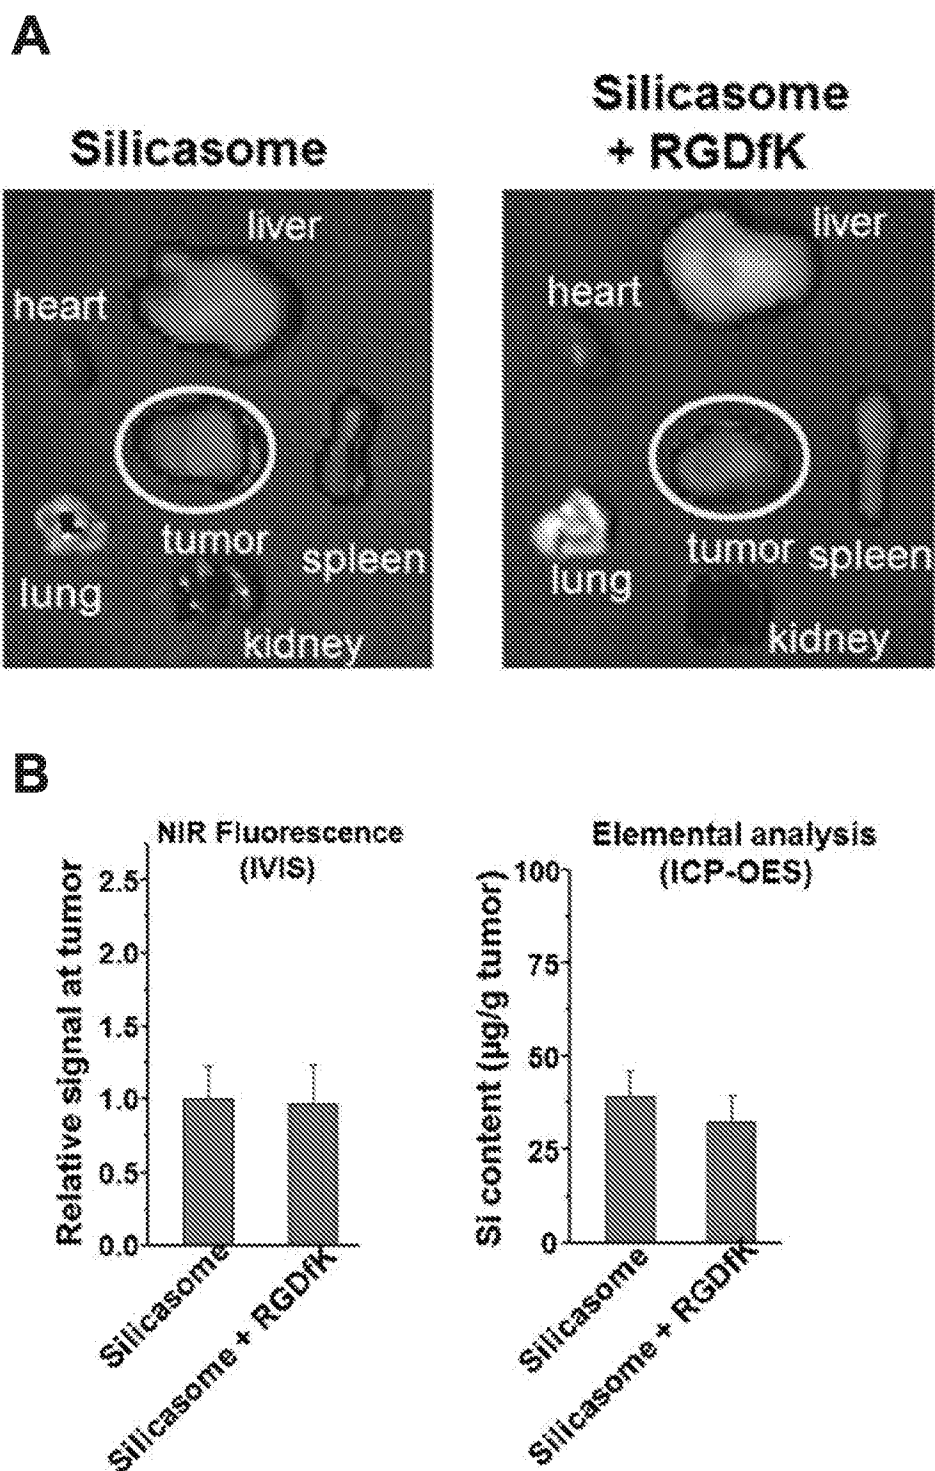 A
Silicasome
Silicasome
+ RGDfK
liver
heart
tumor
spleen
lung
kidney
liver
heart
tumor
spleen
lung
kidney
B
NIR Fluorescence
(IVIS)
Relative signal at tumor
2.5
2.0
1.5
1.0
0.5
0.0
Silicasome
Silicasome + RGDfK
Elemental analysis
(ICP-OES)
Si content (µg/g tumor)
100
75
50
25
0
Silicasome
Silicasome + RGDfK